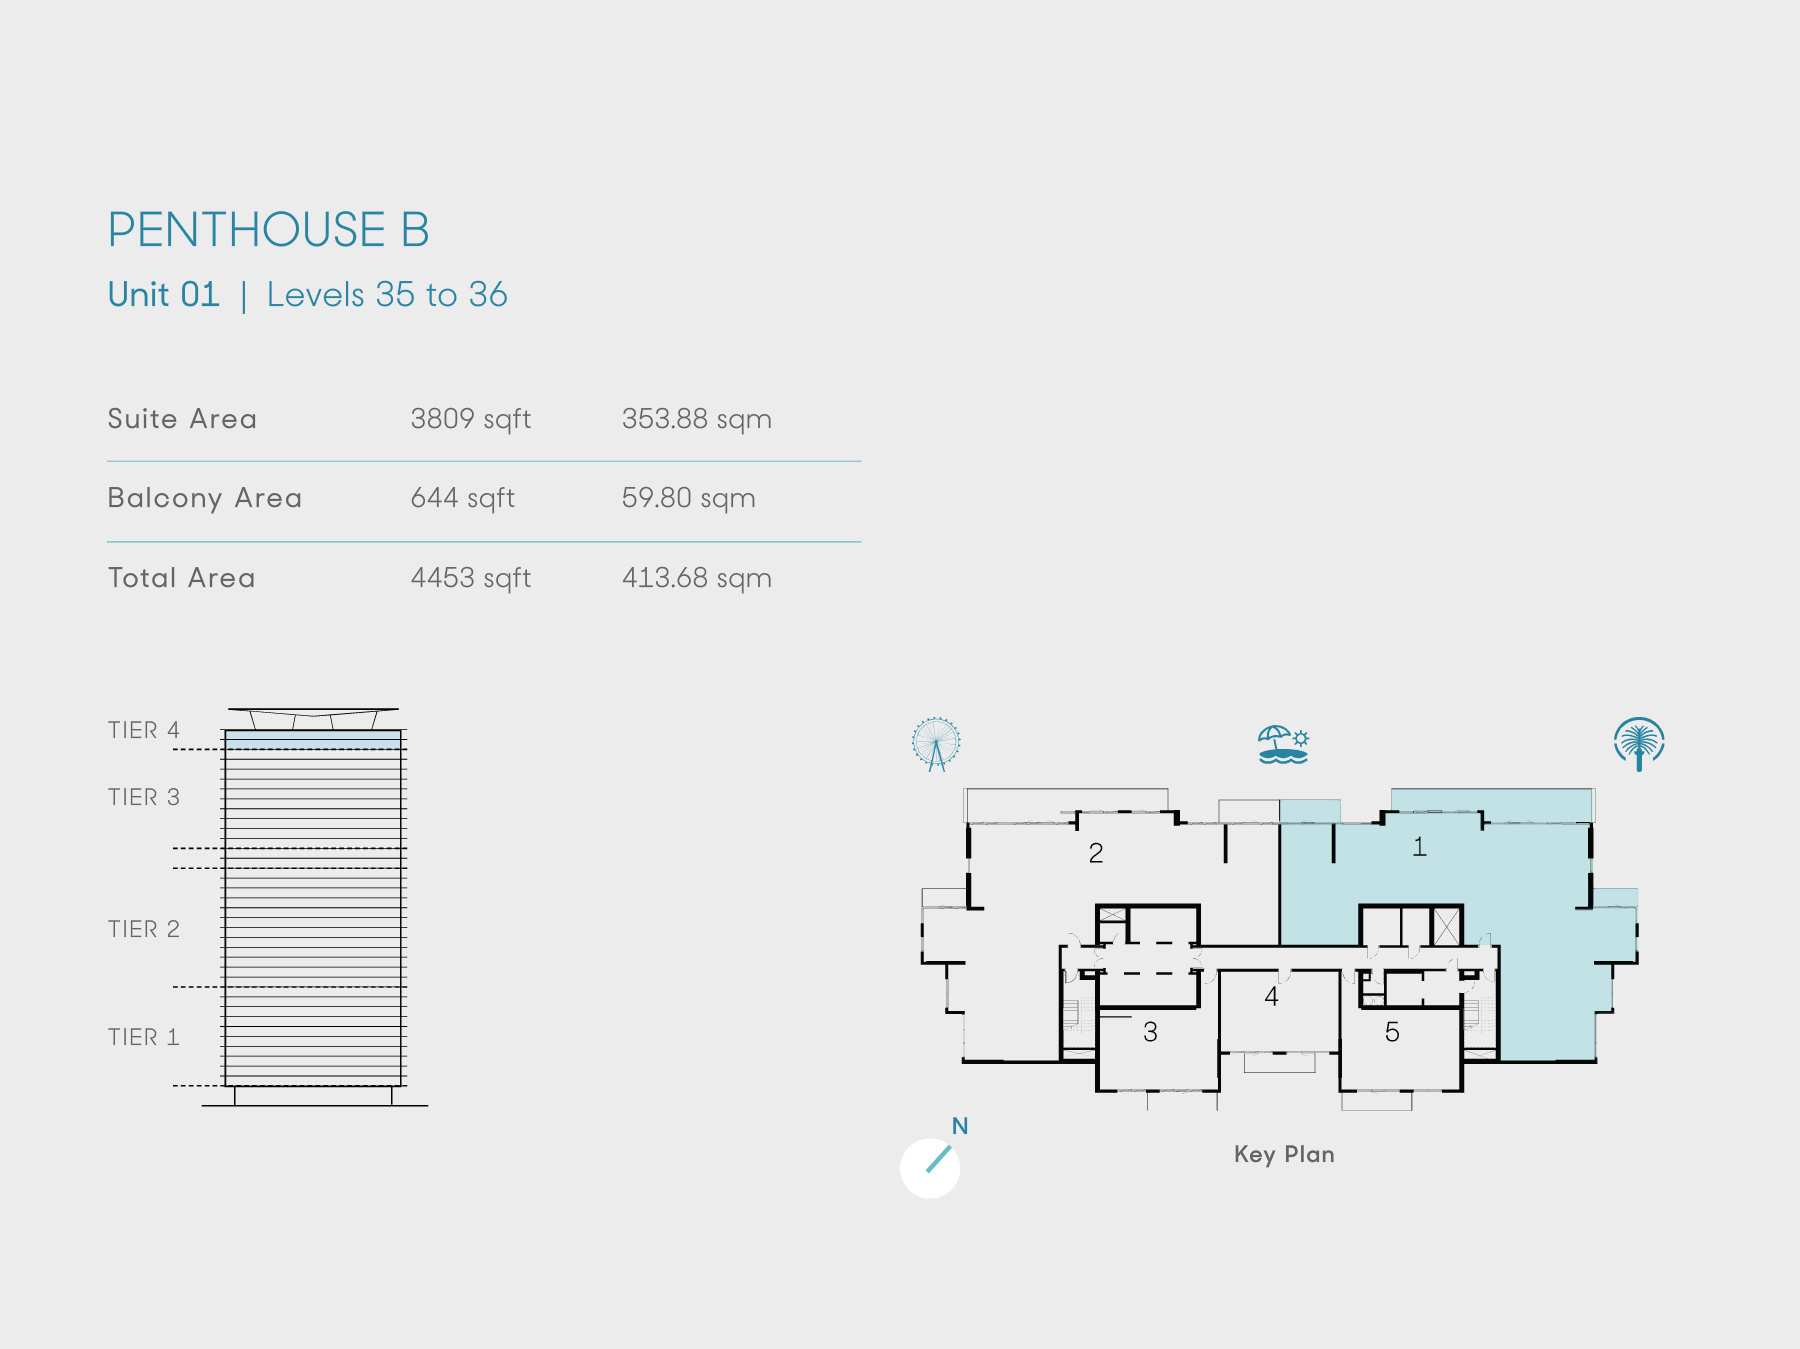 PENTHOUSE B
Unit 01 | Levels 35 to 36
Suite Area 3809 sqft 353.88 sqm
Balcony Area 644 sqft 59.80 sqm
Total Area 4453 sqft 413.68 sqm
TIER 4
TIER 3
TIER 2
TIER 1
2
1
4
3
5
N
Key Plan